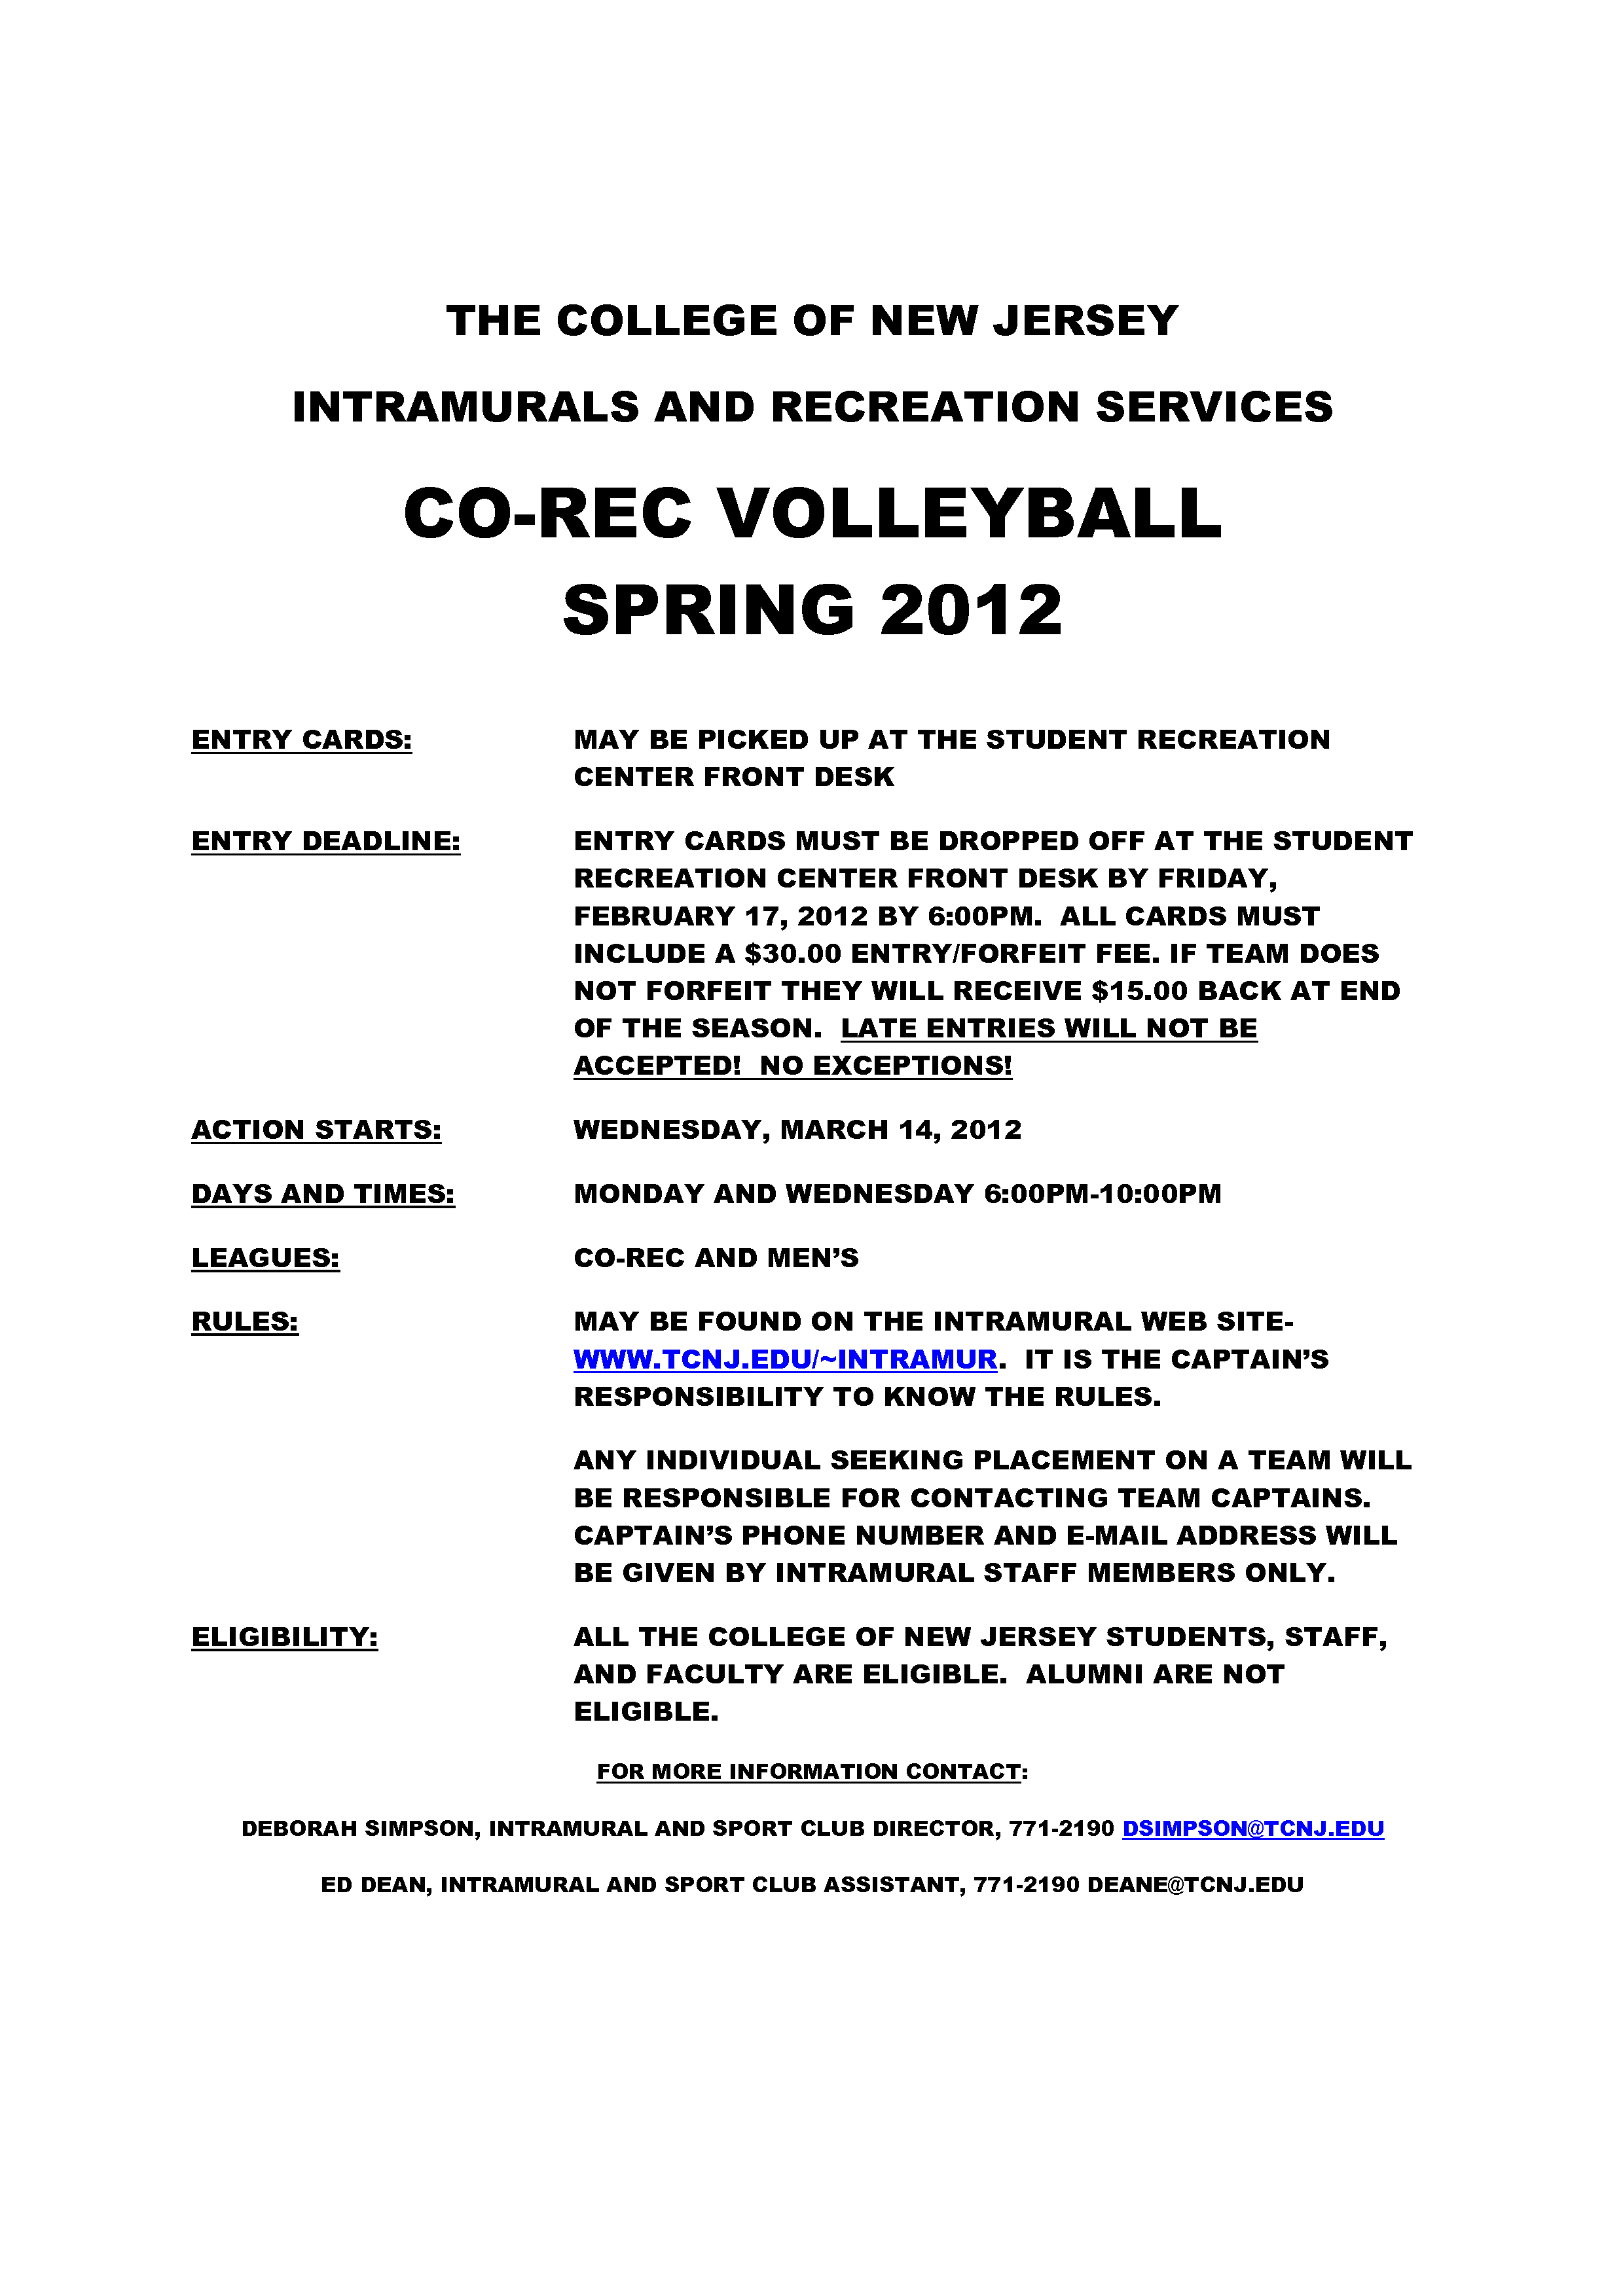 THE COLLEGE OF NEW JERSEY
INTRAMURALS AND RECREATION SERVICES
CO-REC VOLLEYBALL
SPRING 2012
ENTRY CARDS: MAY BE PICKED UP AT THE STUDENT RECREATION
CENTER FRONT DESK
ENTRY DEADLINE: ENTRY CARDS MUST BE DROPPED OFF AT THE STUDENT
RECREATION CENTER FRONT DESK BY FRIDAY,
FEBRUARY 17, 2012 BY 6:00PM. ALL CARDS MUST
INCLUDE A $30.00 ENTRY/FORFEIT FEE. IF TEAM DOES
NOT FORFEIT THEY WILL RECEIVE $15.00 BACK AT END
OF THE SEASON. LATE ENTRIES WILL NOT BE
ACCEPTED! NO EXCEPTIONS!
ACTION STARTS: WEDNESDAY, MARCH 14, 2012
DAYS AND TIMES: MONDAY AND WEDNESDAY 6:00PM-10:00PM
LEAGUES: CO-REC AND MEN’S
RULES: MAY BE FOUND ON THE INTRAMURAL WEB SITE-
WWW.TCNJ.EDU/~INTRAMUR. IT IS THE CAPTAIN’S
RESPONSIBILITY TO KNOW THE RULES.
ANY INDIVIDUAL SEEKING PLACEMENT ON A TEAM WILL
BE RESPONSIBLE FOR CONTACTING TEAM CAPTAINS.
CAPTAIN’S PHONE NUMBER AND E-MAIL ADDRESS WILL
BE GIVEN BY INTRAMURAL STAFF MEMBERS ONLY.
ELIGIBILITY: ALL THE COLLEGE OF NEW JERSEY STUDENTS, STAFF,
AND FACULTY ARE ELIGIBLE. ALUMNI ARE NOT
ELIGIBLE.
FOR MORE INFORMATION CONTACT:
DEBORAH SIMPSON, INTRAMURAL AND SPORT CLUB DIRECTOR, 771-2190 DSIMPSON@TCNJ.EDU
ED DEAN, INTRAMURAL AND SPORT CLUB ASSISTANT, 771-2190 DEANE@TCNJ.EDU